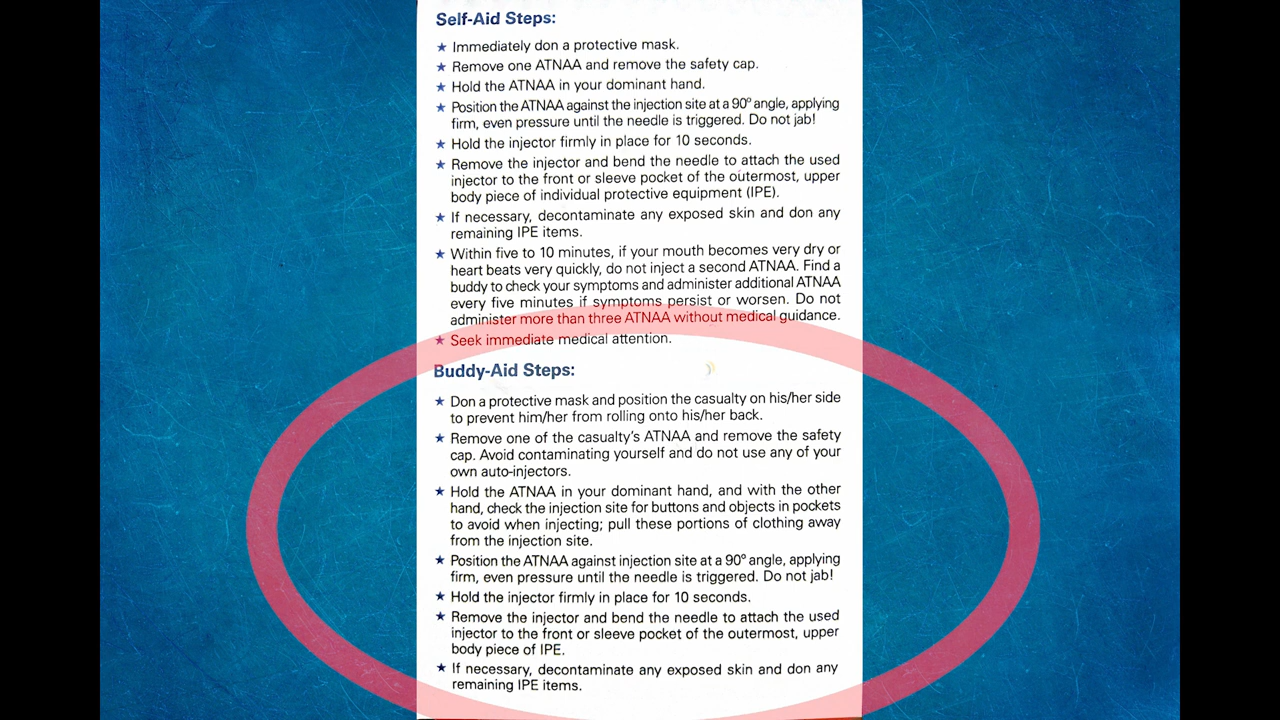 Self-Aid Steps:
★ Immediately don a protective mask.
★ Remove one ATNAA and remove the safety cap.
★ Hold the ATNAA in your dominant hand.
★ Position the ATNAA against the injection site at a 90° angle, applying
firm, even pressure until the needle is triggered. Do not jab!
★ Hold the injector firmly in place for 10 seconds.
★ Remove the injector and bend the needle to attach the used
injector to the front or sleeve pocket of the outermost, upper
body piece of individual protective equipment (IPE).
★ If necessary, decontaminate any exposed skin and don any
remaining IPE items.
★ Within five to 10 minutes, if your mouth becomes very dry or
heart beats very quickly, do not inject a second ATNAA. Find a
buddy to check your symptoms and administer additional ATNAA
every five minutes if symptoms persist or worsen. Do not
administer more than three ATNAA without medical guidance.
★ Seek immediate medical attention.
Buddy-Aid Steps:
★ Don a protective mask and position the casualty on his/her side
to prevent him/her from rolling onto his/her back.
★ Remove one of the casualty's ATNAA and remove the safety
cap. Avoid contaminating yourself and do not use any of your
own auto-injectors.
★ Hold the ATNAA in your dominant hand, and with the other
hand, check the injection site for buttons and objects in pockets
to avoid when injecting; pull these portions of clothing away
from the injection site.
★ Position the ATNAA against injection site at a 90° angle, applying
firm, even pressure until the needle is triggered. Do not jab!
★ Hold the injector firmly in place for 10 seconds.
★ Remove the injector and bend the needle to attach the used
injector to the front or sleeve pocket of the outermost, upper
body piece of IPE.
★ If necessary, decontaminate any exposed skin and don any
remaining IPE items.